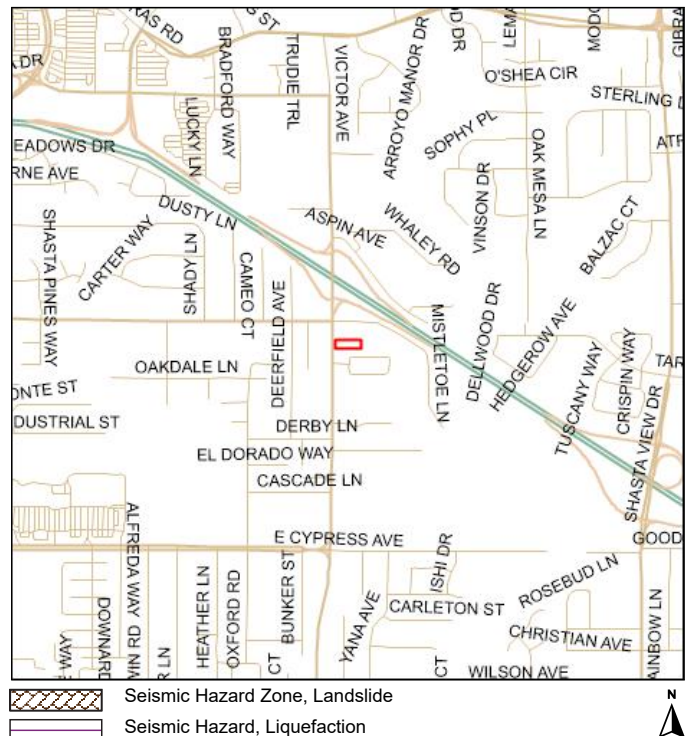 RAS RD
S ST
BRADFORD WAY
TRUDIE TRL
VICTOR AVE
ARROYO MANOR DR
D DR
LEMA
MODO
GIBRA
A DR
O'SHEA CIR
STERLING D
LUCKY LN
SOPHY PL
OAK MESA LN
ATR
EADOWS DR
RNE AVE
DUSTY LN
ASPIN AVE
WHALEY RD
VINSON DR
BALZAC CT
SHASTA PINES WAY
CARTER WAY
SHADY LN
CAMEO CT
DEERFIELD AVE
MISTLETOE LN
DELLWOOD DR
HEDGEROW AVE
TUSCANY WAY
CRISPIN WAY
TAR
OAKDALE LN
ONTE ST
DUSTRIAL ST
DERBY LN
EL DORADO WAY
CASCADE LN
SHASTA VIEW DR
ALFREDA WAY
E CYPRESS AVE
GOOD
DOWNARD
HEATHER LN
OXFORD RD
BUNKER ST
YANA AVE
ISHI DR
CARLETON ST
ROSEBUD LN
CHRISTIAN AVE
AINBOW LN
E WAY
R LN
CT
CT
WILSON AVE
Seismic Hazard Zone, Landslide
N
Seismic Hazard, Liquefaction